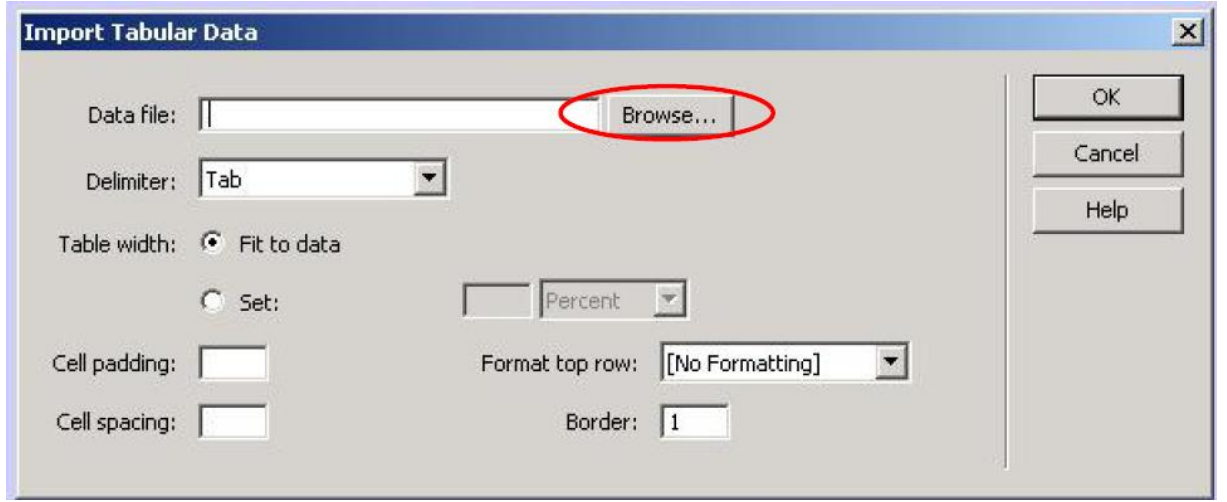 Import Tabular Data
Data file: Browse...
OK
Delimiter: Tab
Cancel
Help
Table width: Fit to data
Set: Percent
Cell padding: Format top row: [No Formatting]
Cell spacing: Border: 1